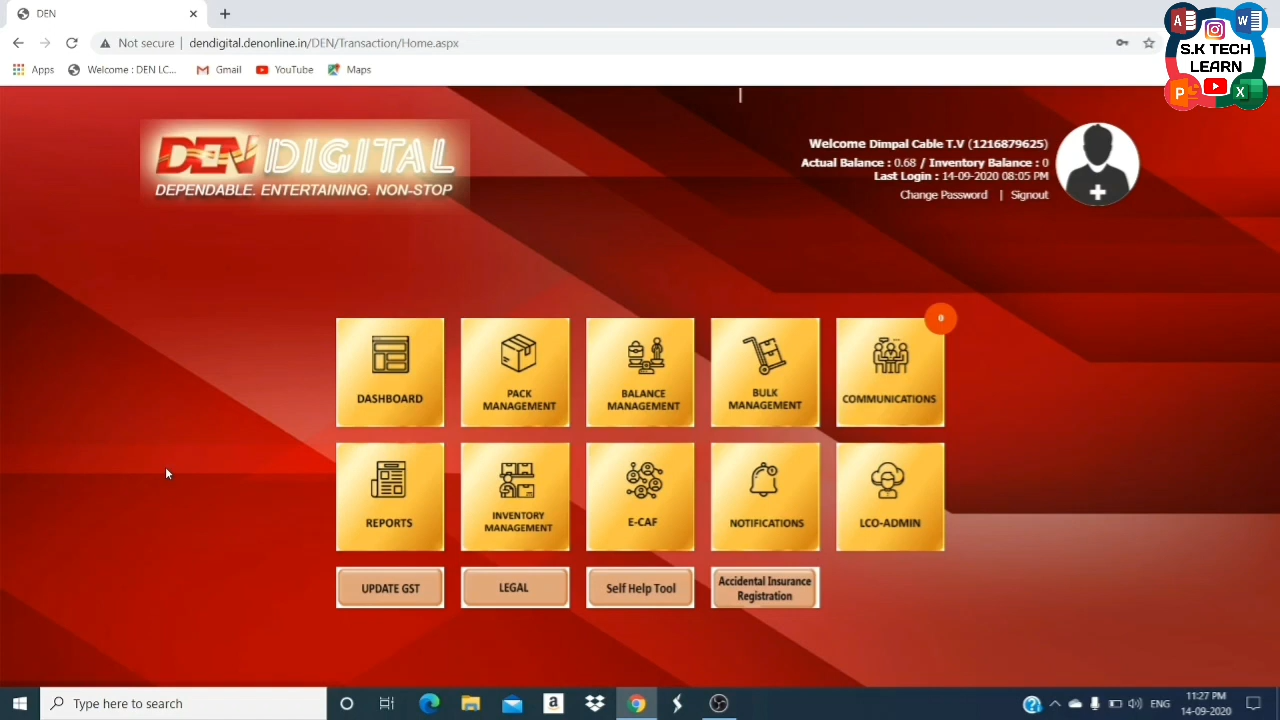 DEN
Not secure | dendigital.denonline.in/DEN/Transaction/Home.aspx
Apps
Welcome : DEN LC...
Gmail
YouTube
Maps
A
W
S.K TECH
LEARN
P
X
DEN DIGITAL
DEPENDABLE. ENTERTAINING. NON-STOP
Welcome Dimpal Cable T.V (1216879625)
Actual Balance : 0.68 / Inventory Balance : 0
Last Login : 14-09-2020 08:05 PM
Change Password | Signout
0
DASHBOARD
PACK
MANAGEMENT
BALANCE
MANAGEMENT
BULK
MANAGEMENT
COMMUNICATIONS
REPORTS
INVENTORY
MANAGEMENT
E-CAF
NOTIFICATIONS
LCO-ADMIN
UPDATE GST
LEGAL
Self Help Tool
Accidental Insurance
Registration
Type here to search
a
ENG
11:27 PM
14-09-2020